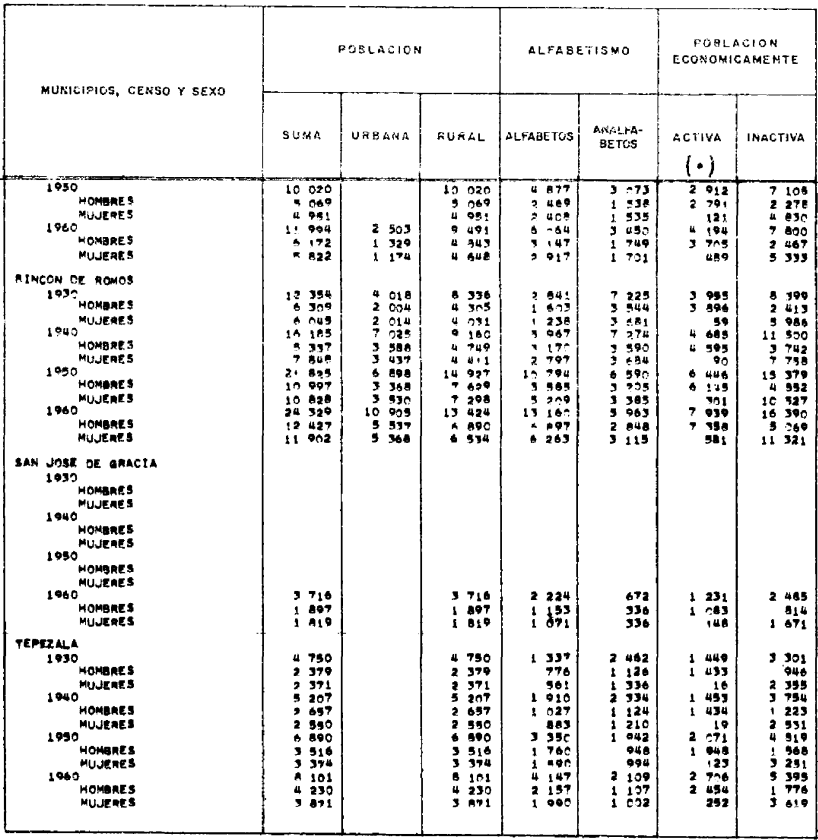 POBLACION ALFABETISMO POBLACION ECONOMICAMENTE
MUNICIPIOS, CENSO Y SEXO
SUMA URBANA RURAL ALFABETOS ANALFA-BETOS ACTIVA (•) INACTIVA
1950 10 020 10 020 4 877 2 912 7 108
HOMBRES 5 069 5 069 2 469 1 538 2 791 2 278
MUJERES 4 951 4 951 2 408 1 535 121 4 830
1960 11 994 2 503 9 491 6 064 3 450 4 194 7 800
HOMBRES 6 172 1 329 4 843 3 147 1 749 3 705 2 467
MUJERES 5 822 1 174 4 648 2 917 1 701 489 5 333
RINCON DE ROMOS
1930 12 354 4 018 8 336 2 841 7 225 3 955 8 399
HOMBRES 6 309 2 004 4 305 1 603 3 544 3 896 2 413
MUJERES 6 045 2 014 4 031 1 238 3 681 59 5 986
1940 16 185 7 025 9 160 5 967 7 274 4 685 11 500
HOMBRES 3 588 4 749 3 170 3 590 4 595 3 742
MUJERES 7 848 3 437 4 411 2 797 3 684 90 7 758
1950 21 825 6 898 14 927 10 794 6 590 6 446 15 379
HOMBRES 10 997 3 368 7 629 5 585 3 205 6 145 4 852
MUJERES 10 828 3 530 7 298 5 209 3 385 301 10 527
1960 24 329 10 905 13 424 13 160 5 963 7 939 16 390
HOMBRES 12 427 5 537 6 890 6 897 2 848 7 358 5 069
MUJERES 11 902 5 368 6 534 6 263 3 115 581 11 321
SAN JOSE DE GRACIA
1930
HOMBRES
MUJERES
1940
HOMBRES
MUJERES
1950
HOMBRES
MUJERES
1960 3 716 3 716 2 224 672 1 231 2 485
HOMBRES 1 897 1 897 1 153 336 1 083 814
MUJERES 1 819 1 819 1 071 336 148 1 671
TEPEZALA
1930 4 750 4 750 1 337 2 462 1 449 3 301
HOMBRES 2 379 2 379 776 1 126 1 433 946
MUJERES 2 371 2 371 561 1 336 16 2 355
1940 5 207 5 207 1 910 2 334 1 453 3 754
HOMBRES 2 657 2 657 1 027 1 124 1 434 1 223
MUJERES 2 550 2 550 883 1 210 19 2 531
1950 6 890 6 890 3 350 1 942 2 071 4 819
HOMBRES 3 516 3 516 1 760 948 1 948 1 568
MUJERES 3 374 3 374 1 590 994 123 3 251
1960 8 101 8 101 4 147 2 109 2 706 5 395
HOMBRES 4 230 4 230 2 157 1 107 2 454 1 776
MUJERES 3 871 3 871 1 990 1 002 252 3 619